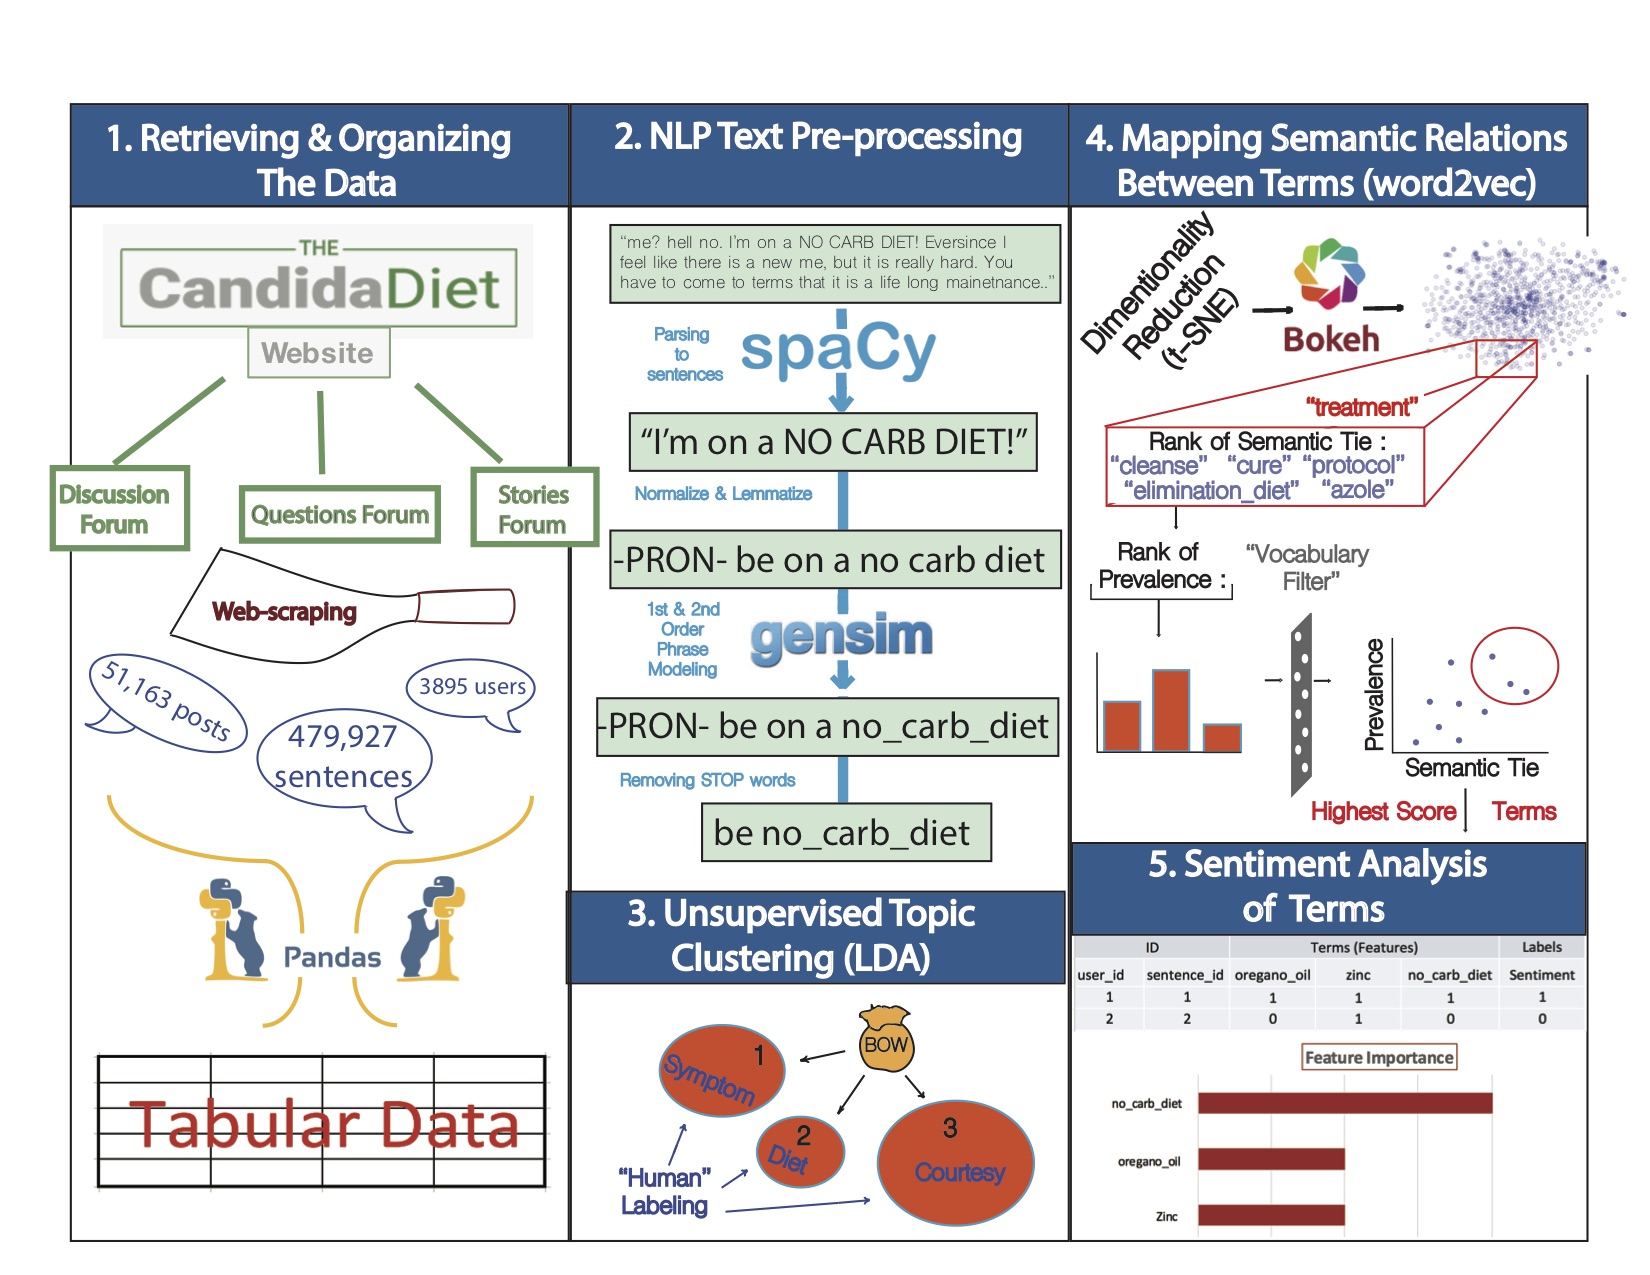 1. Retrieving & Organizing
The Data
THE
CandidaDiet
Website
Discussion
Forum
Questions Forum
Stories
Forum
Web-scraping
51,163 posts
3895 users
479,927
sentences
Pandas
Tabular Data
2. NLP Text Pre-processing
“me? hell no. I’m on a NO CARB DIET! Eversince I
feel like there is a new me, but it is really hard. You
have to come to terms that it is a life long mainetnance..”
Parsing
to
sentences
spaCy
“I’m on a NO CARB DIET!”
Normalize & Lemmatize
-PRON- be on a no carb diet
1st & 2nd
Order
Phrase
Modeling
gensim
-PRON- be on a no_carb_diet
Removing STOP words
be no_carb_diet
3. Unsupervised Topic
Clustering (LDA)
BOW
1
Symptom
2
Diet
3
Courtesy
“Human”
Labeling
4. Mapping Semantic Relations
Between Terms (word2vec)
Dimentionality
Reduction
(t-SNE)
Bokeh
“treatment”
Rank of Semantic Tie :
“cleanse” “cure” “protocol”
“elimination_diet” “azole”
Rank of
Prevalence :
“Vocabulary
Filter”
Prevalence
Semantic Tie
Highest Score Terms
5. Sentiment Analysis
of Terms
ID Terms (Features) Labels
user_id sentence_id oregano_oil zinc no_carb_diet Sentiment
1 1 1 1 1 1
2 2 0 1 0 0
Feature Importance
no_carb_diet
oregano_oil
Zinc